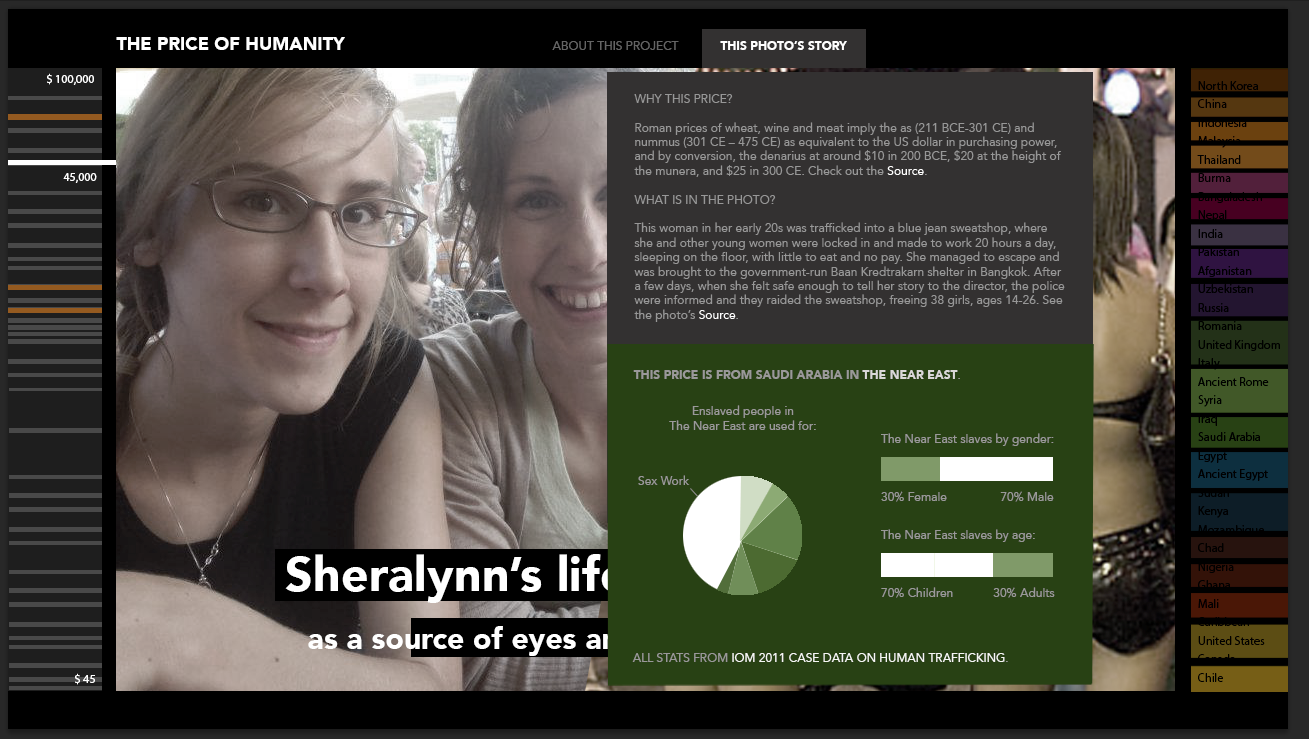 THE PRICE OF HUMANITY
ABOUT THIS PROJECT
THIS PHOTO'S STORY
$ 100,000
45,000
$ 45
WHY THIS PRICE?
Roman prices of wheat, wine and meat imply the as (211 BCE-301 CE) and
nummus (301 CE – 475 CE) as equivalent to the US dollar in purchasing power,
and by conversion, the denarius at around $10 in 200 BCE, $20 at the height of
the munera, and $25 in 300 CE. Check out the Source.
WHAT IS IN THE PHOTO?
This woman in her early 20s was trafficked into a blue jean sweatshop, where
she and other young women were locked in and made to work 20 hours a day,
sleeping on the floor, with little to eat and no pay. She managed to escape and
was brought to the government-run Baan Kredtrakarn shelter in Bangkok. After
a few days, when she felt safe enough to tell her story to the director, the police
were informed and they raided the sweatshop, freeing 38 girls, ages 14-26. See
the photo's Source.
THIS PRICE IS FROM SAUDI ARABIA IN THE NEAR EAST.
Enslaved people in
The Near East are used for:
Sex Work
The Near East slaves by gender:
30% Female 70% Male
The Near East slaves by age:
70% Children 30% Adults
ALL STATS FROM IOM 2011 CASE DATA ON HUMAN TRAFFICKING.
Sheralynn's life
as a source of eyes
North Korea
China
Indonesia
Malaysia
Thailand
Burma
Bangladesh
Nepal
India
Pakistan
Afganistan
Uzbekistan
Russia
Romania
United Kingdom
Italy
Ancient Rome
Syria
Iraq
Saudi Arabia
Egypt
Ancient Egypt
Sudan
Kenya
Mozambique
Chad
Nigeria
Ghana
Mali
Caribbean
United States
Canada
Chile